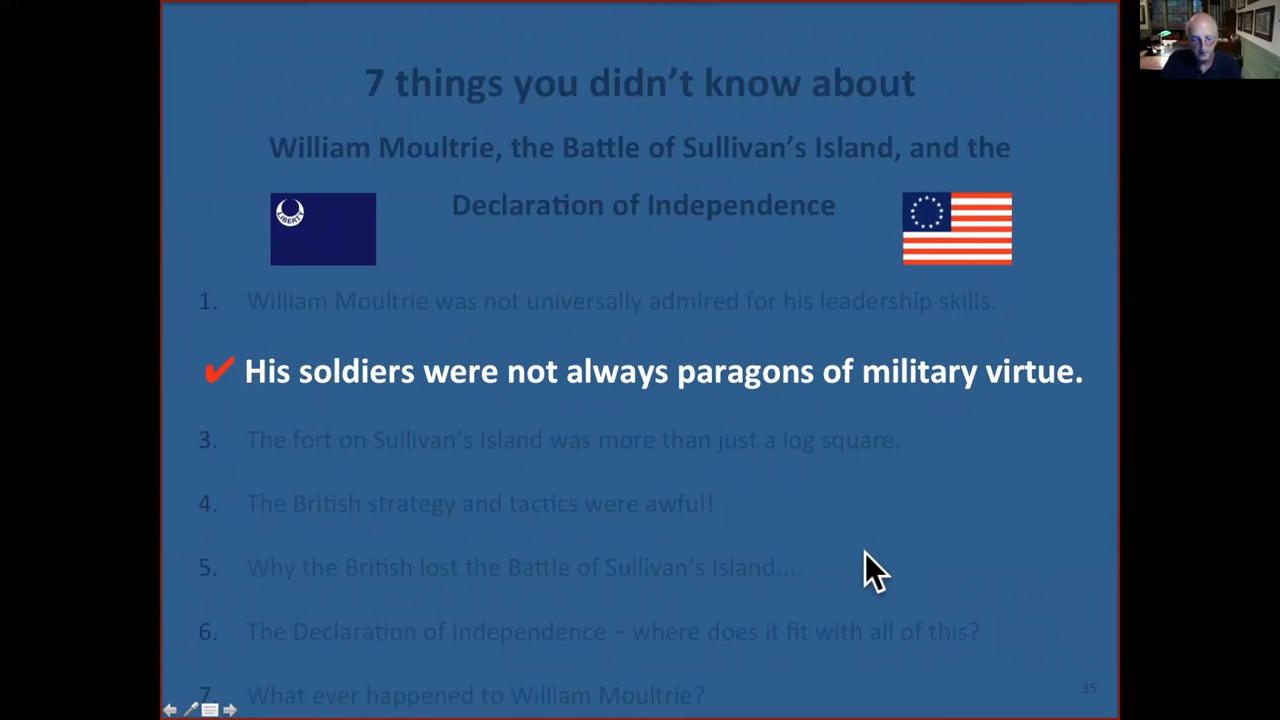 7 things you didn't know about
William Moultrie, the Battle of Sullivan's Island, and the
Declaration of Independence
LIBERTY
1. William Moultrie was not universally admired for his leadership skills.
✔ His soldiers were not always paragons of military virtue.
3. The fort on Sullivan's Island was more than just a log square.
4. The British strategy and tactics were awful!
5. Why the British lost the Battle of Sullivan's Island....
6. The Declaration of Independence – where does it fit with all of this?
7. What ever happened to William Moultrie?
35